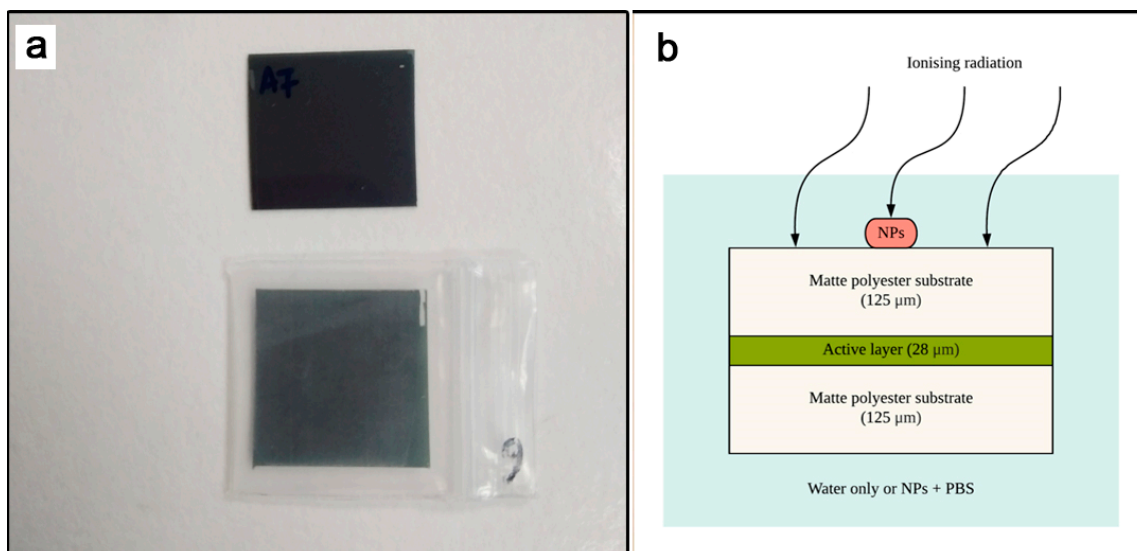 a
A7
9
b
Ionising radiation
NPs
Matte polyester substrate
(125 μm)
Active layer (28 μm)
Matte polyester substrate
(125 μm)
Water only or NPs + PBS